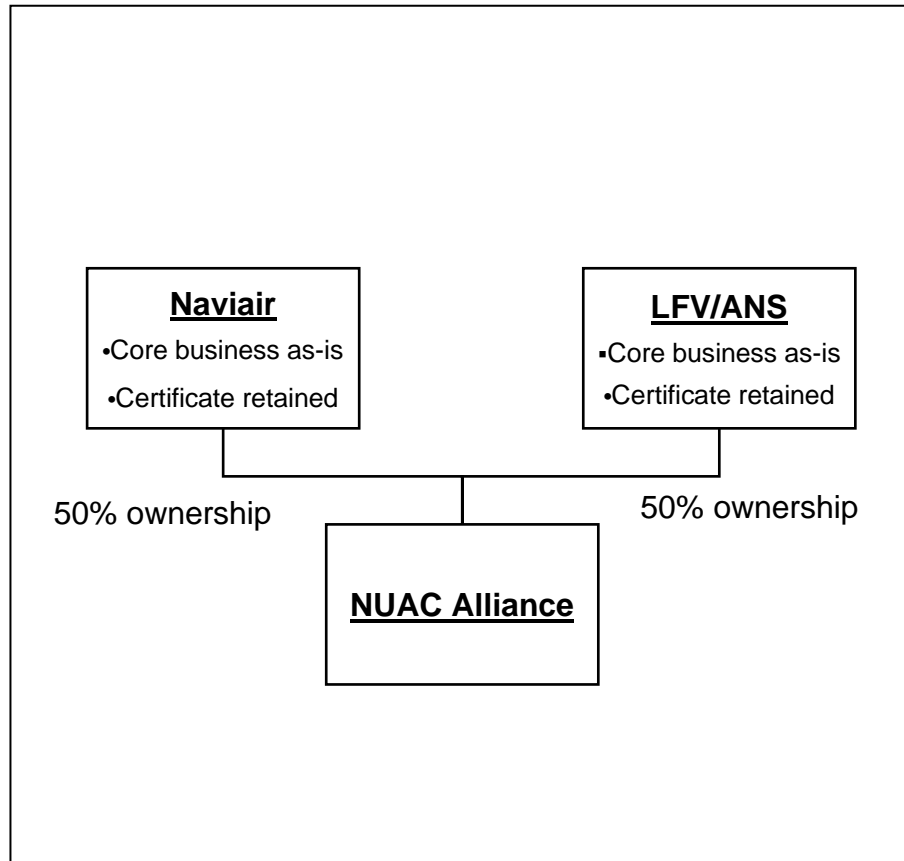 Naviair
•Core business as-is
•Certificate retained
LFV/ANS
▪Core business as-is
•Certificate retained
50% ownership
50% ownership
NUAC Alliance